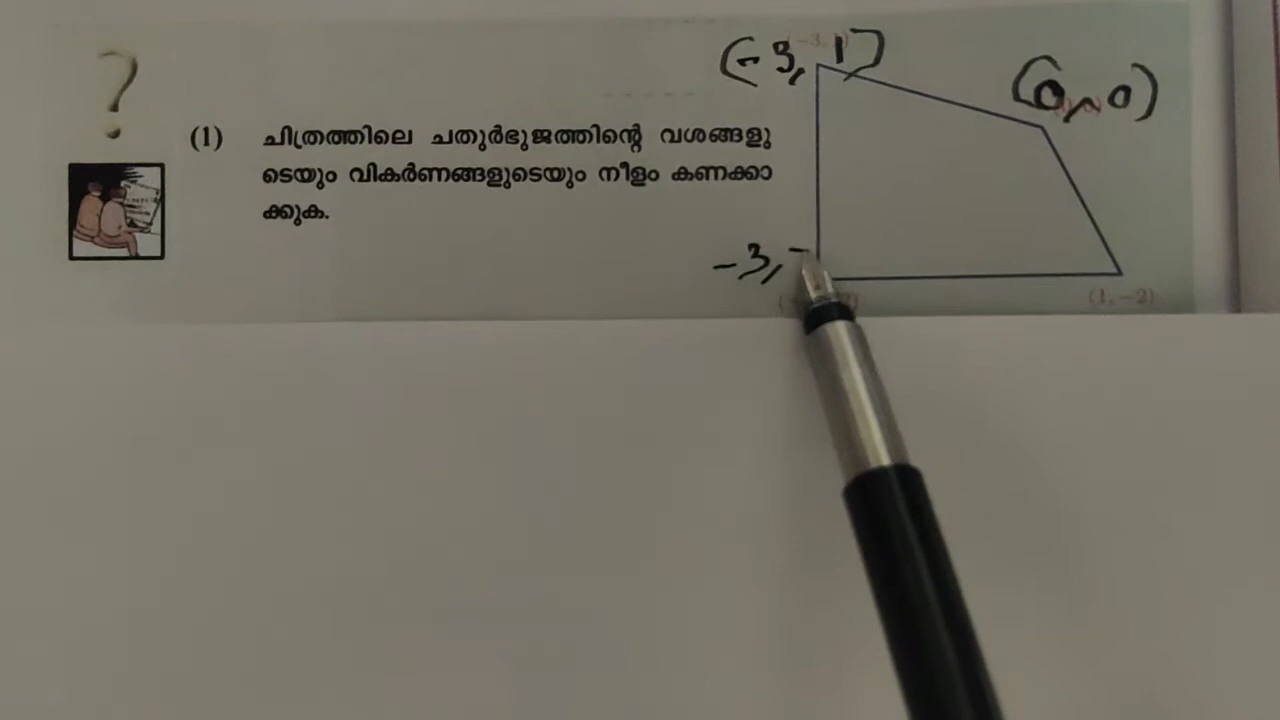 (-3, 1)
(0, 0)
?
(1) ചിത്രത്തിലെ ചതുർഭുജത്തിന്റെ വശങ്ങളു
ടെയും വികർണങ്ങളുടെയും നീളം കണക്കാ
ക്കുക.
-3, -
(1, -2)